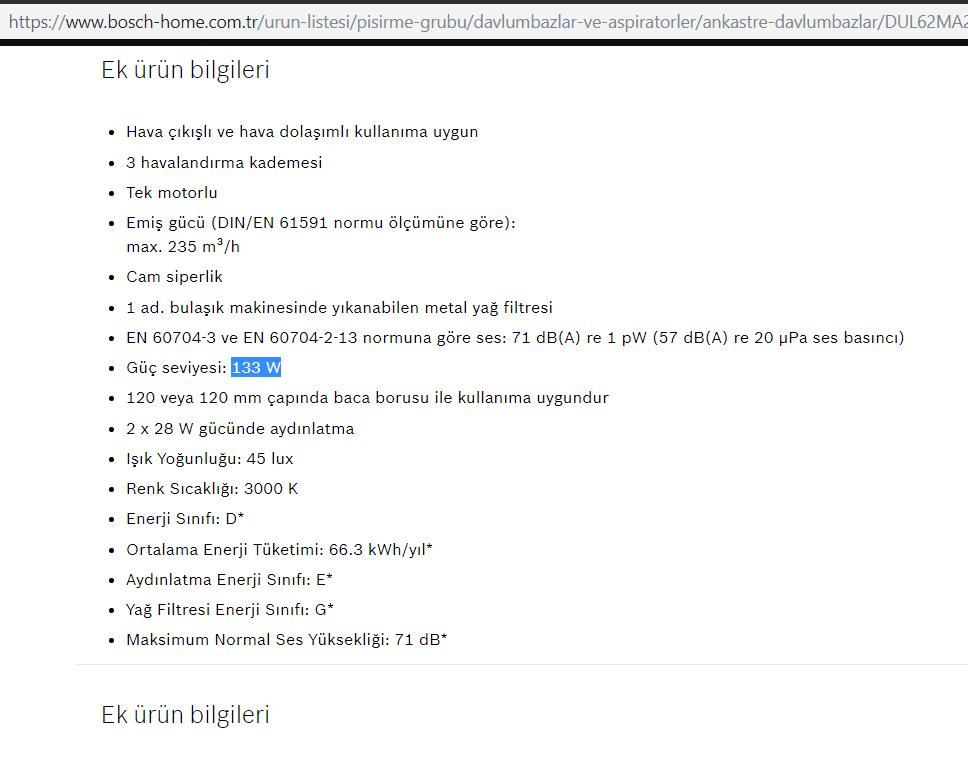 https://www.bosch-home.com.tr/urun-listesi/pisirme-grubu/davlumbazlar-ve-aspiratorler/ankastre-davlumbazlar/DUL62MA2
Ek ürün bilgileri
Hava çıkışlı ve hava dolaşımlı kullanıma uygun
3 havalandırma kademesi
Tek motorlu
Emiş gücü (DIN/EN 61591 normu ölçümüne göre):
max. 235 m³/h
Cam siperlik
1 ad. bulaşık makinesinde yıkanabilen metal yağ filtresi
EN 60704-3 ve EN 60704-2-13 normuna göre ses: 71 dB(A) re 1 pW (57 dB(A) re 20 µPa ses basıncı)
Güç seviyesi: 133 W
120 veya 120 mm çapında baca borusu ile kullanıma uygundur
2 x 28 W gücünde aydınlatma
Işık Yoğunluğu: 45 lux
Renk Sıcaklığı: 3000 K
Enerji Sınıfı: D*
Ortalama Enerji Tüketimi: 66.3 kWh/yıl*
Aydınlatma Enerji Sınıfı: E*
Yağ Filtresi Enerji Sınıfı: G*
Maksimum Normal Ses Yüksekliği: 71 dB*
Ek ürün bilgileri